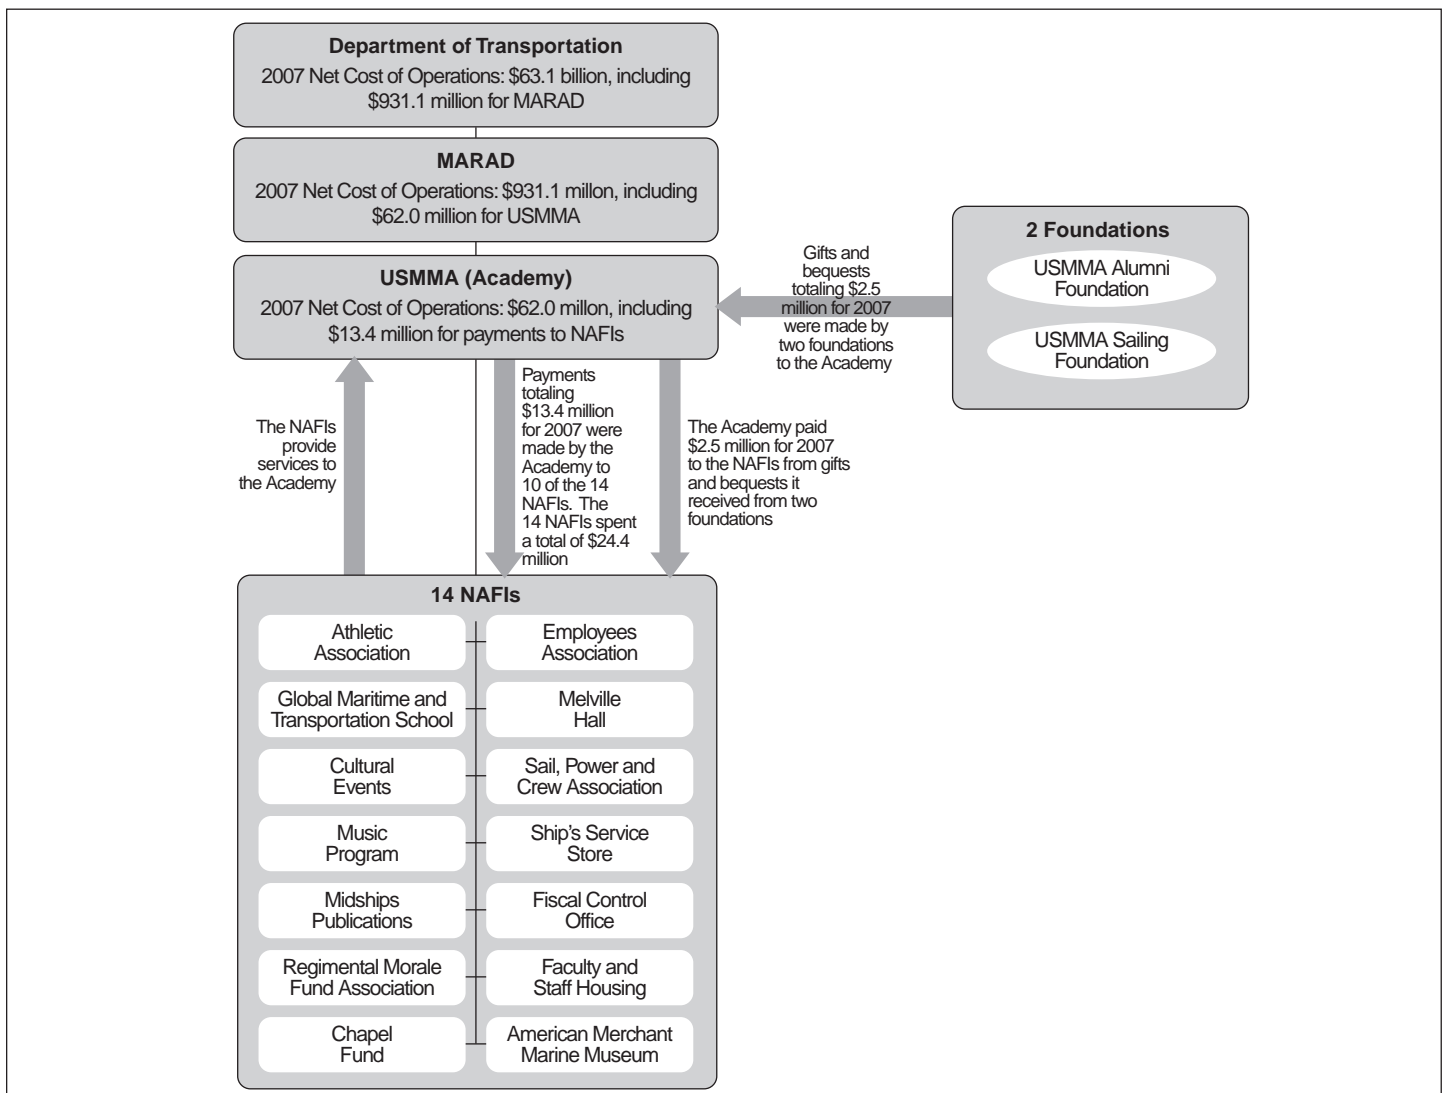 Department of Transportation
2007 Net Cost of Operations: $63.1 billion, including
$931.1 million for MARAD
MARAD
2007 Net Cost of Operations: $931.1 millon, including
$62.0 million for USMMA
USMMA (Academy)
2007 Net Cost of Operations: $62.0 millon, including
$13.4 million for payments to NAFIs
Gifts and
bequests
totaling $2.5
million for 2007
were made by
two foundations
to the Academy
2 Foundations
USMMA Alumni
Foundation
USMMA Sailing
Foundation
The NAFIs
provide
services to
the Academy
Payments
totaling
$13.4 million
for 2007 were
made by the
Academy to
10 of the 14
NAFIs. The
14 NAFIs spent
a total of $24.4
million
The Academy paid
$2.5 million for 2007
to the NAFIs from gifts
and bequests it
received from two
foundations
14 NAFIs
Athletic
Association
Employees
Association
Global Maritime and
Transportation School
Melville
Hall
Cultural
Events
Sail, Power and
Crew Association
Music
Program
Ship's Service
Store
Midships
Publications
Fiscal Control
Office
Regimental Morale
Fund Association
Faculty and
Staff Housing
Chapel
Fund
American Merchant
Marine Museum